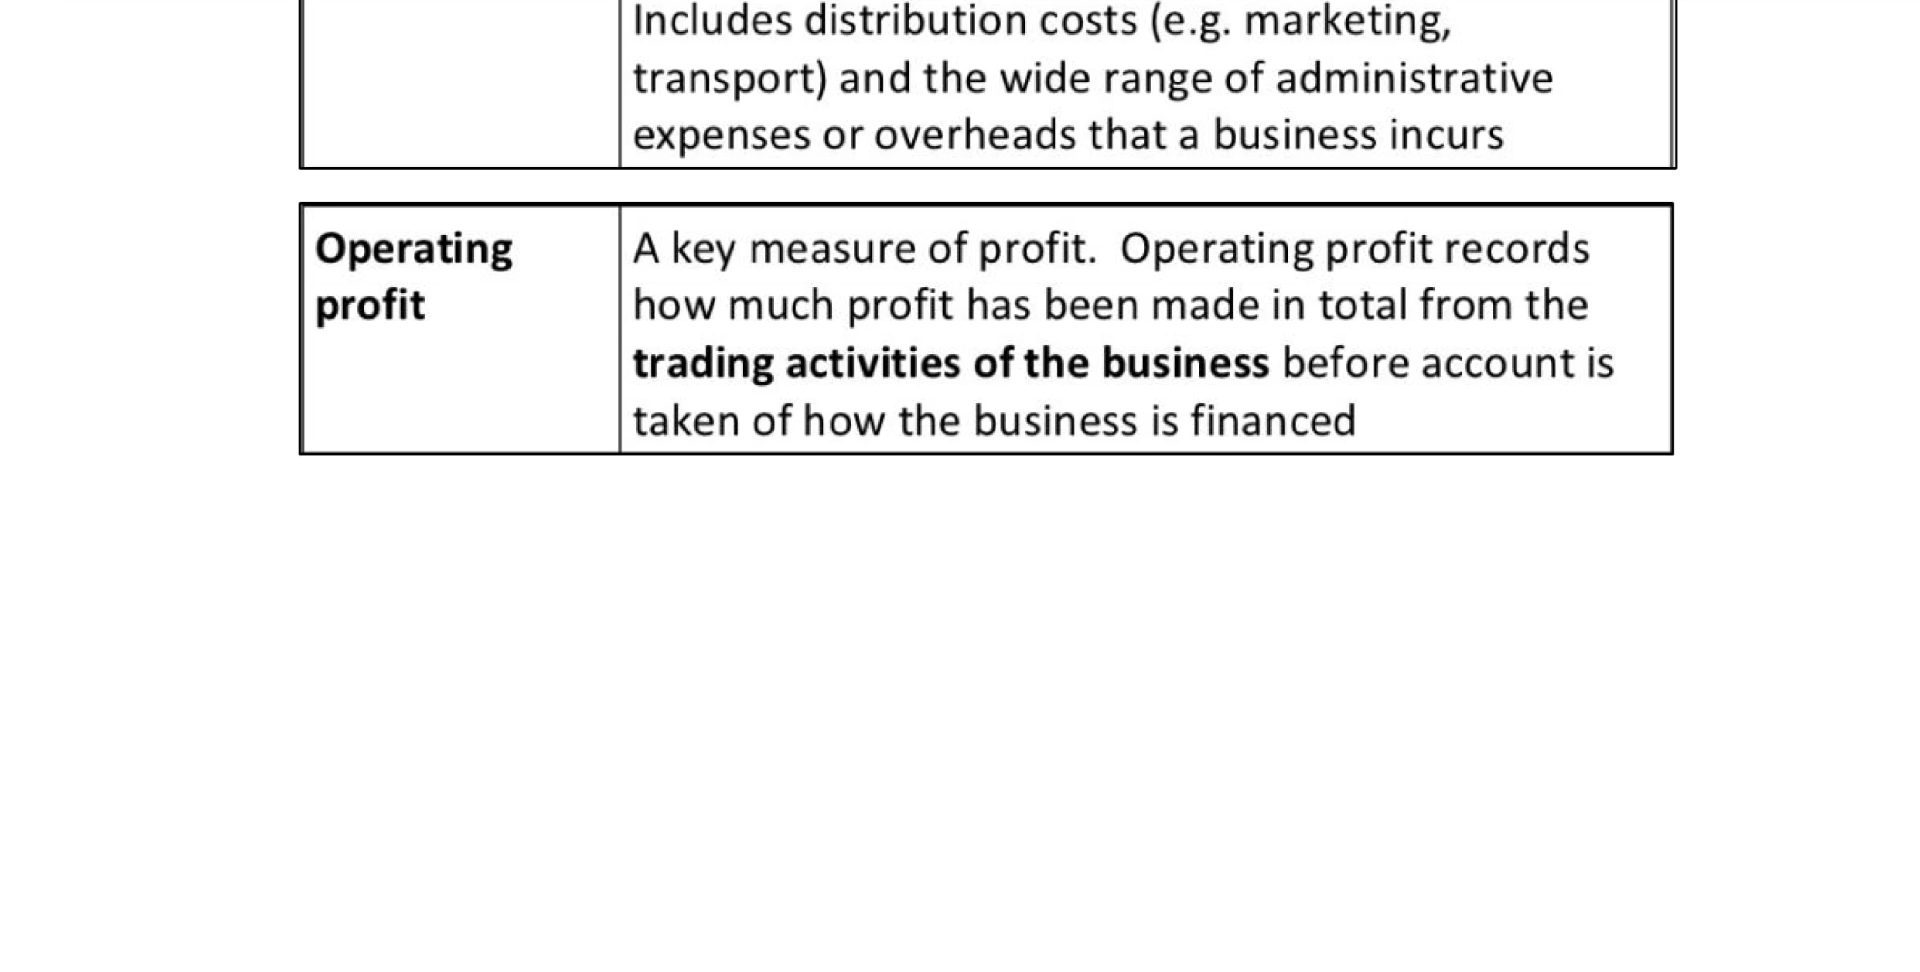 Includes distribution costs (e.g. marketing,
transport) and the wide range of administrative
expenses or overheads that a business incurs
Operating
profit
A key measure of profit.  Operating profit records
how much profit has been made in total from the
trading activities of the business before account is
taken of how the business is financed